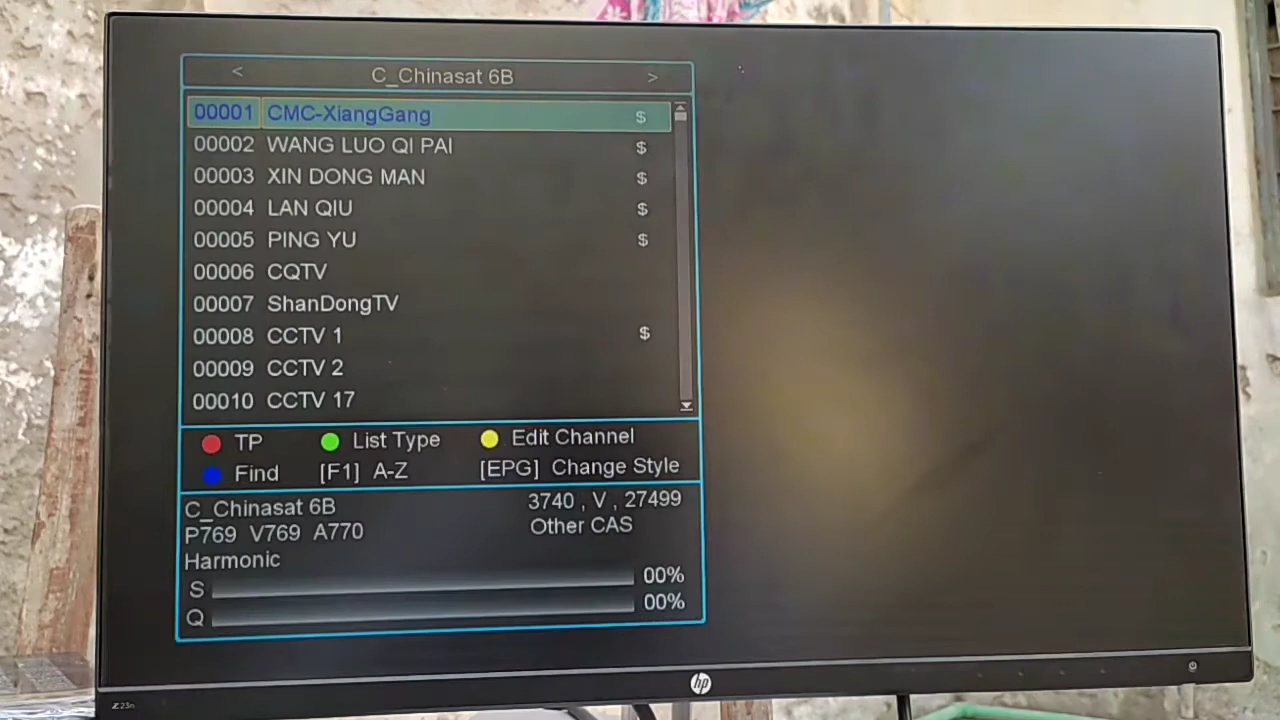 < C_Chinasat 6B >
00001 CMC-XiangGang $
00002 WANG LUO QI PAI $
00003 XIN DONG MAN $
00004 LAN QIU $
00005 PING YU $
00006 CQTV
00007 ShanDongTV
00008 CCTV 1 $
00009 CCTV 2
00010 CCTV 17
TP List Type Edit Channel
Find [F1] A-Z [EPG] Change Style
C_Chinasat 6B 3740 , V , 27499
P769 V769 A770 Other CAS
Harmonic
S 00%
Q 00%
hp
Z23n